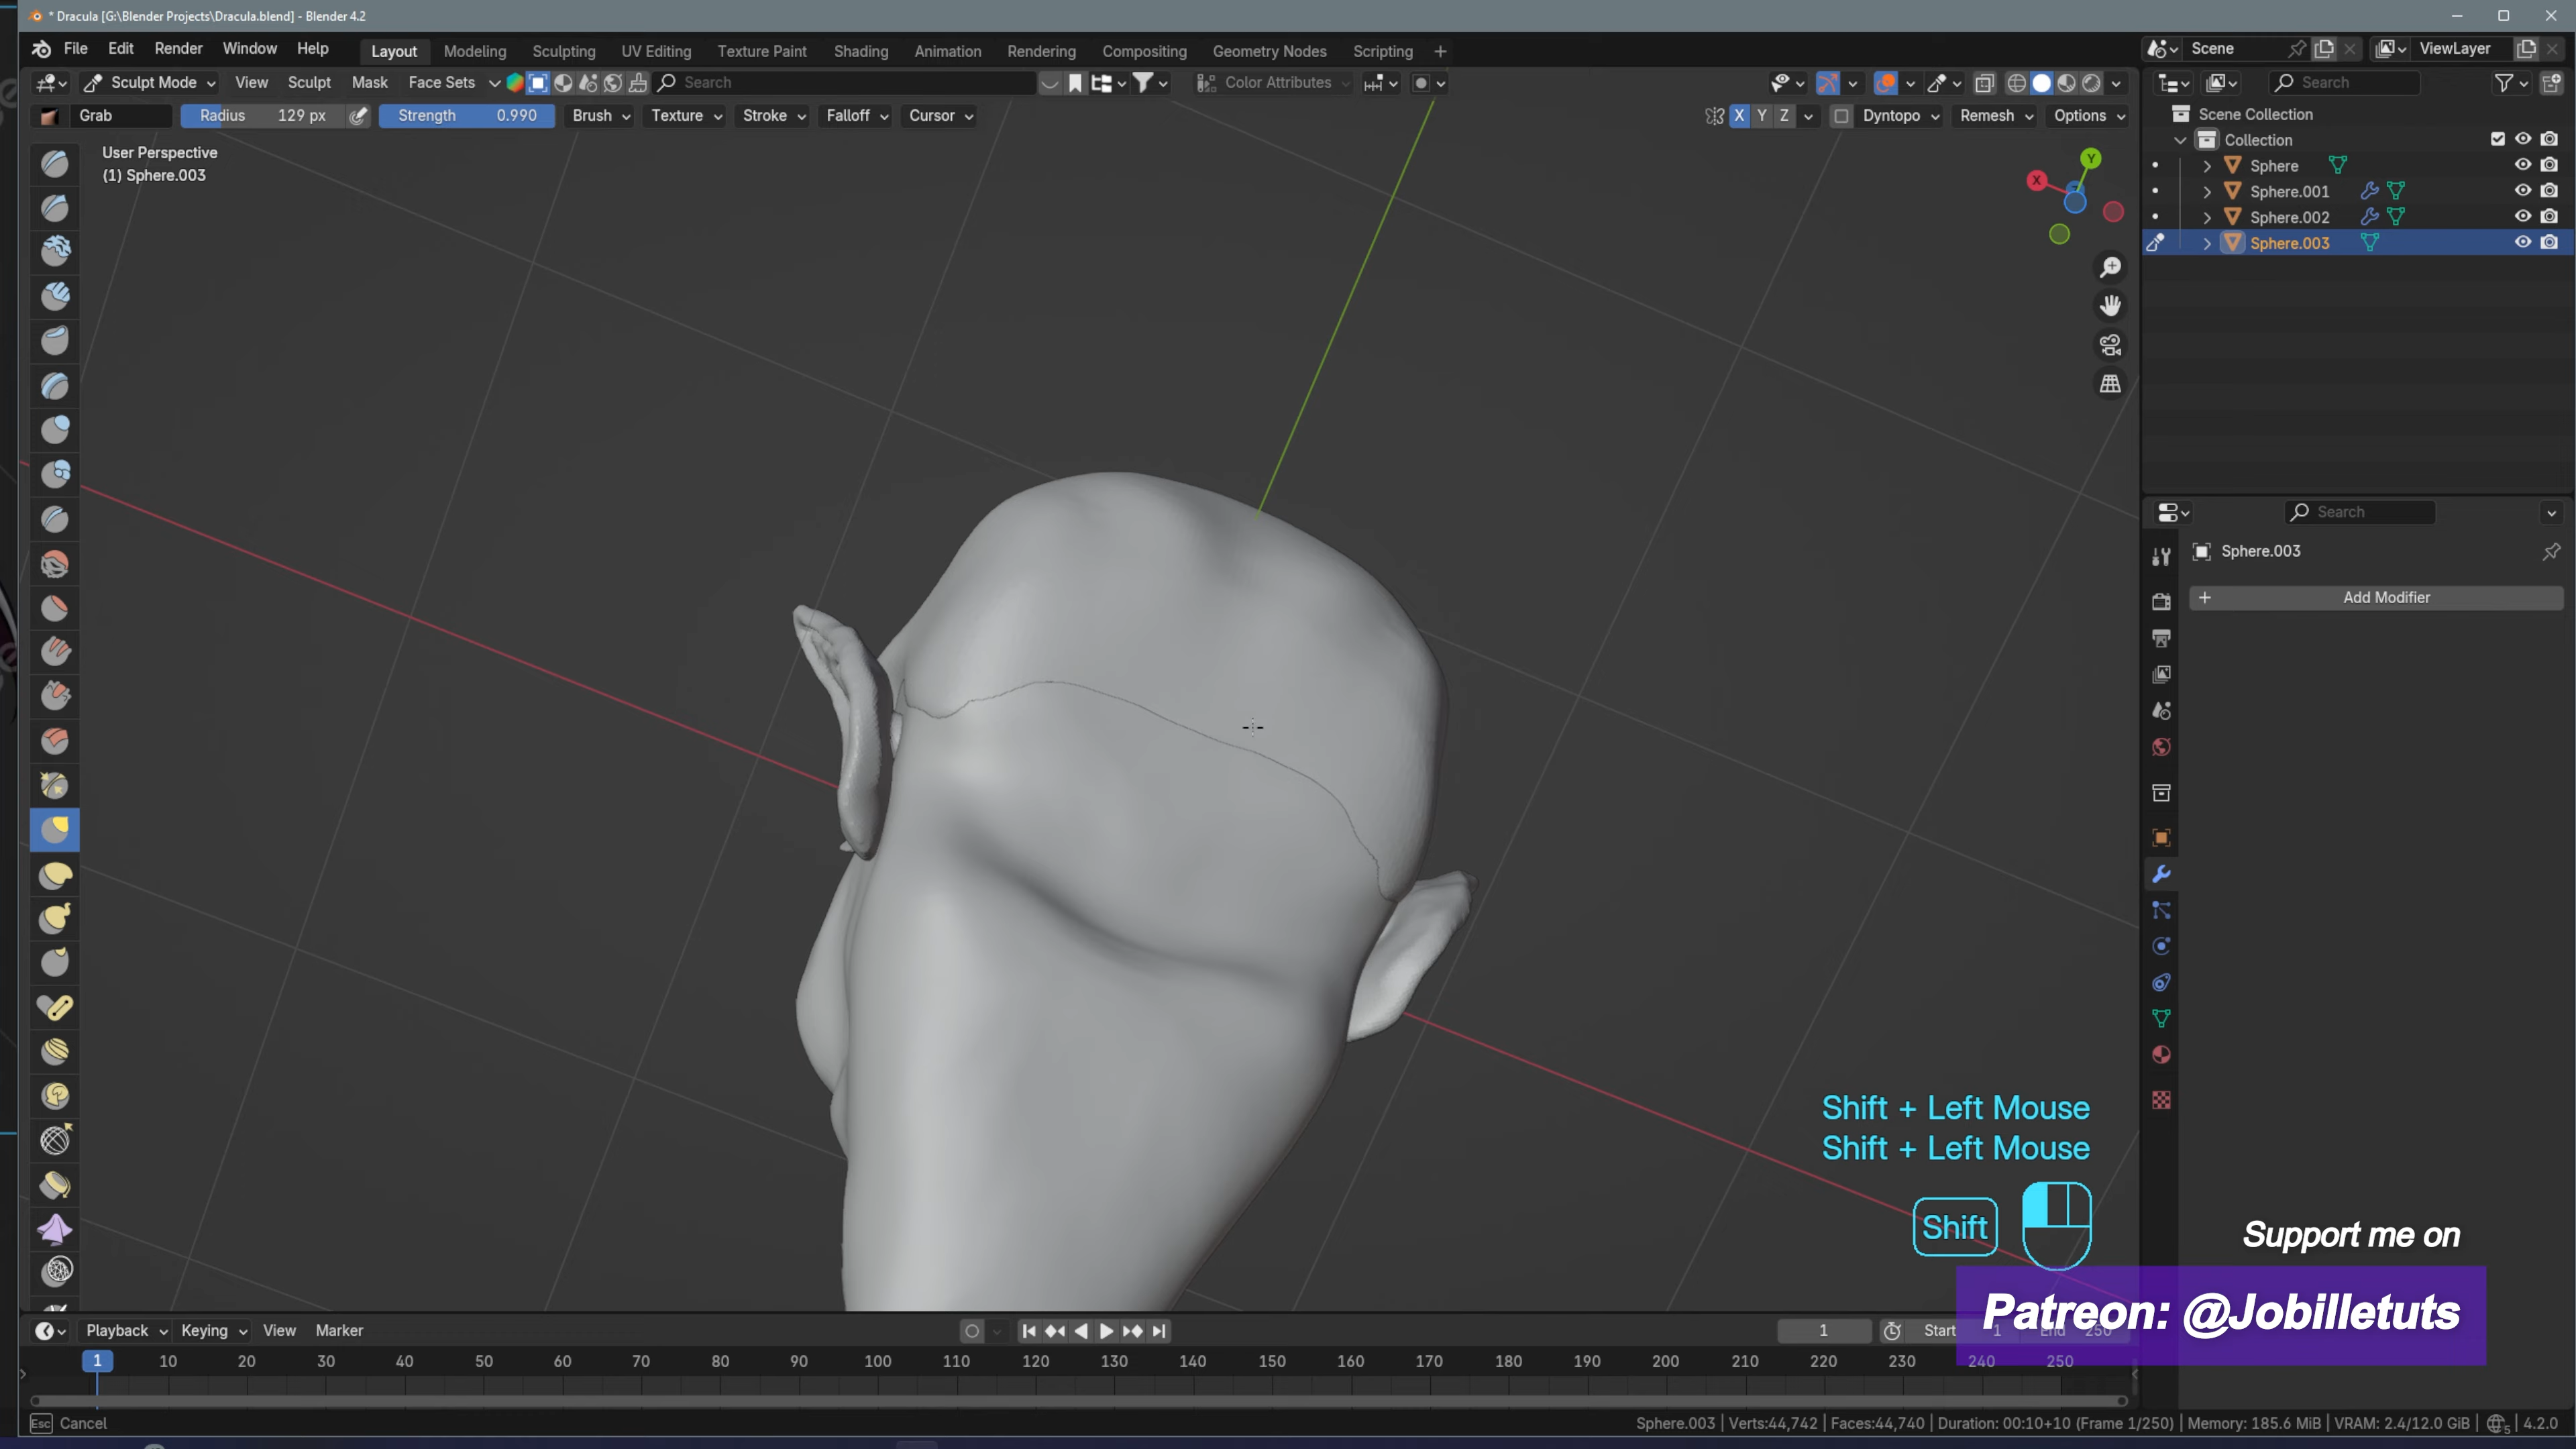 * Dracula [G:\Blender Projects\Dracula.blend] - Blender 4.2
File Edit Render Window Help Layout Modeling Sculpting UV Editing Texture Paint Shading Animation Rendering Compositing Geometry Nodes Scripting + Scene ViewLayer
Sculpt Mode View Sculpt Mask Face Sets Search Color Attributes Search
Grab Radius 129 px Strength 0.990 Brush Texture Stroke Falloff Cursor X Y Z Dyntopo Remesh Options
User Perspective
(1) Sphere.003
Y
X
Scene Collection
Collection
Sphere
Sphere.001
Sphere.002
Sphere.003
Search
Sphere.003
+ Add Modifier
Shift + Left Mouse
Shift + Left Mouse
Shift
Support me on
Patreon: @Jobilletuts
Playback Keying View Marker 1 Start 1 End 250
1 10 20 30 40 50 60 70 80 90 100 110 120 130 140 150 160 170 180 190 200 210 220 230 240 250
Esc Cancel
Sphere.003 | Verts:44,742 | Faces:44,740 | Duration: 00:10+10 (Frame 1/250) | Memory: 185.6 MiB | VRAM: 2.4/12.0 GiB | 5 | 4.2.0